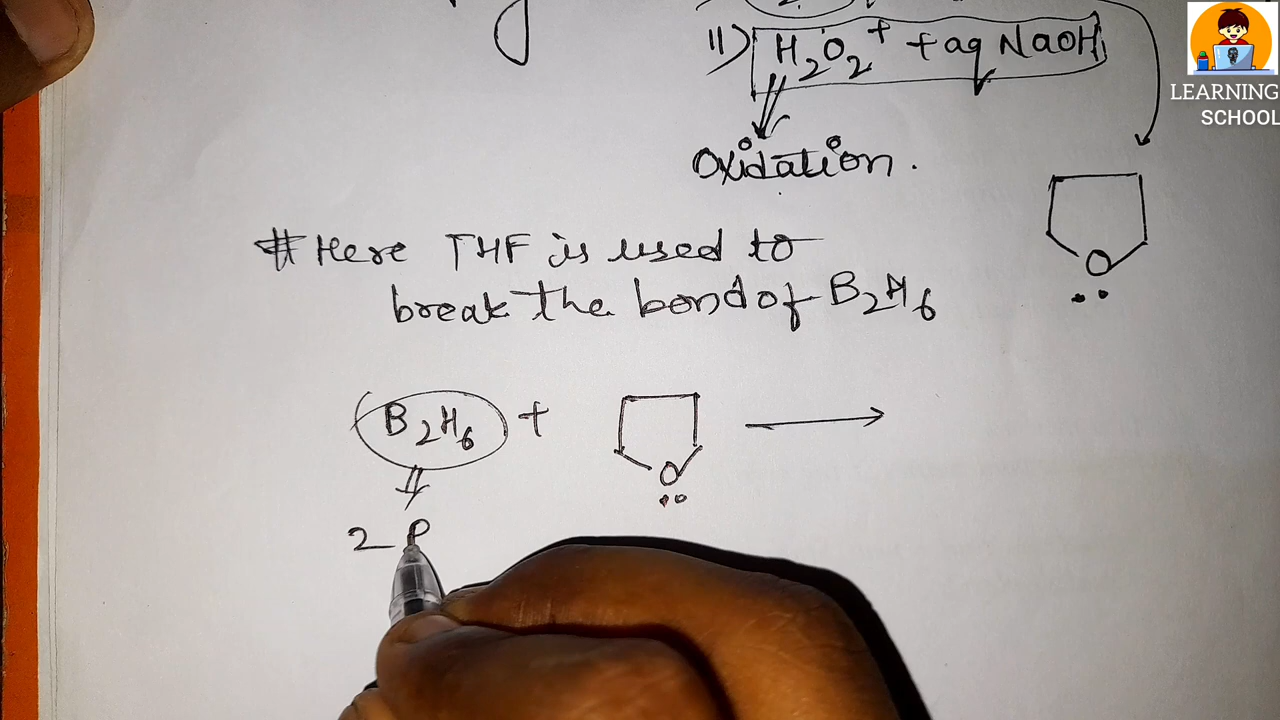 II) H2O2+ + aq NaOH
LEARNING
SCHOOL
Oxidation.
# Here THF is used to
break the bond of B2H6
O
B2H6 + O
2